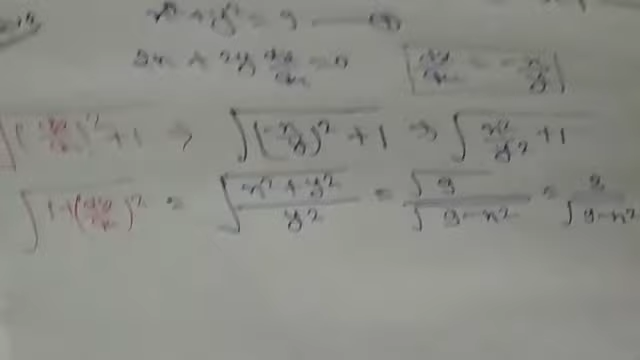 x² + y² = 9
2x + 2y dy/dx = 0 dy/dx = -x/y
√((dy/dx)² + 1) ⇒ √((-x/y)² + 1) ⇒ √(x²/y² + 1)
√(1+(dy/dx)²) = √((x² + y²)/y²) = √9/√(9-x²) = 3/√(9-x²)